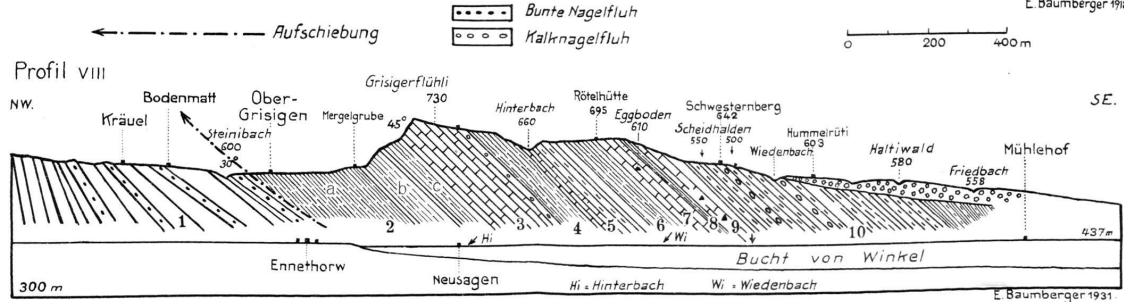 E. Baumberger 191
Bunte Nagelfluh
Aufschiebung
Kalknagelfluh
0 200 400 m
Profil VIII
NW.
SE.
Kräuel
Bodenmatt
Steinibach
600
30°
Ober-
Grisigen
Mergelgrube
45°
Grisigerflühli
730
Hinterbach
660
Rötelhütte
695
Eggboden
610
Scheidhalden
550
Schwesternberg
642
500
Wiedenbach
Hummelrüti
603
Haltiwald
580
Friedbach
558
Mühlehof
a b c
1 2 3 4 5 6 7 8 9 10
437 m
Hi
Wi
Ennethorw
Neusagen
Bucht von Winkel
300 m
Hi = Hinterbach Wi = Wiedenbach
E. Baumberger 1931.